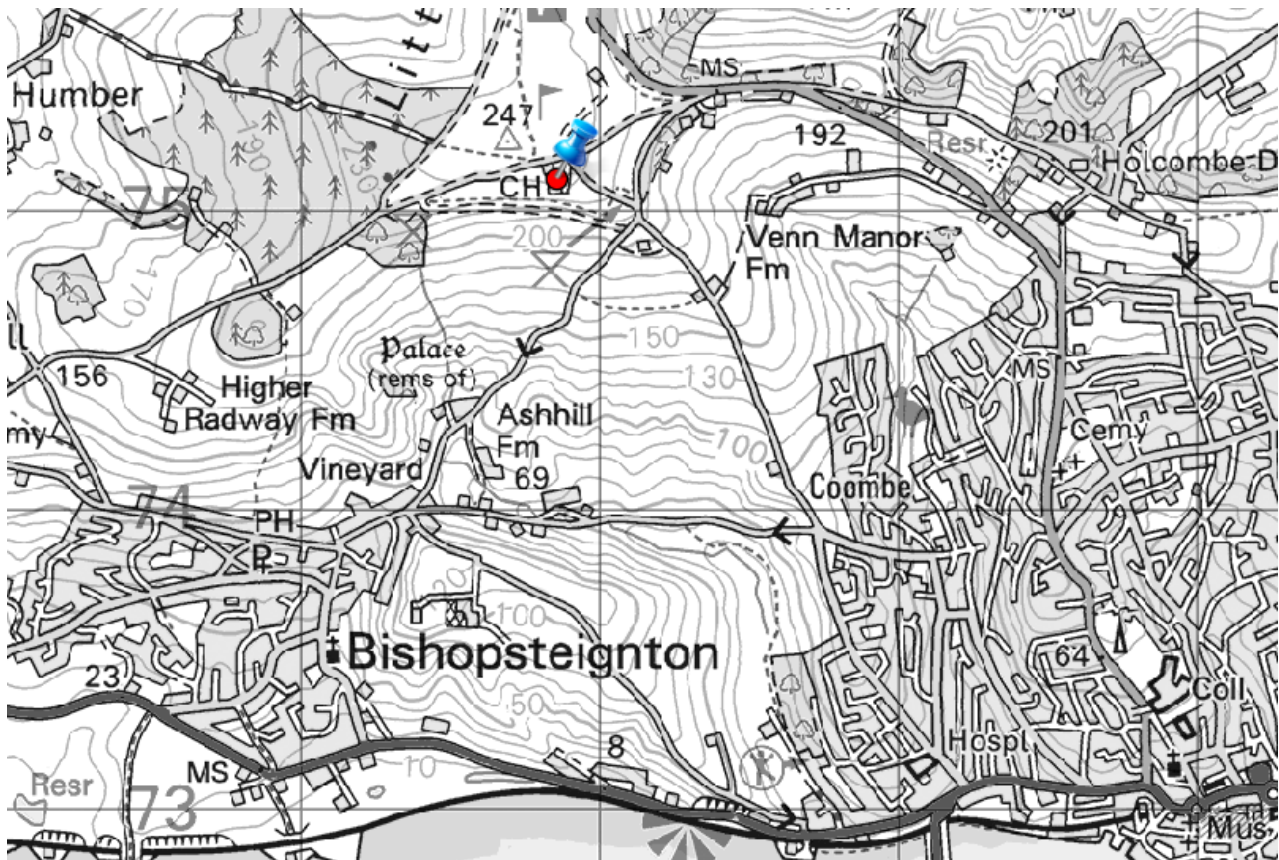 Litt
MS
Humber
247
192
Resr
201
Holcombe D
CH
75
200
Venn Manor
Fm
190
230
170
150
Palace
(rems of)
156
130
MS
Higher
Radway Fm
Ashhill
Fm
69
100
Cemy
Vineyard
Coombe
74
PH
P
100
Bishopsteignton
64
23
Coll
50
8
Hospl
MS
10
Resr
73
Mus